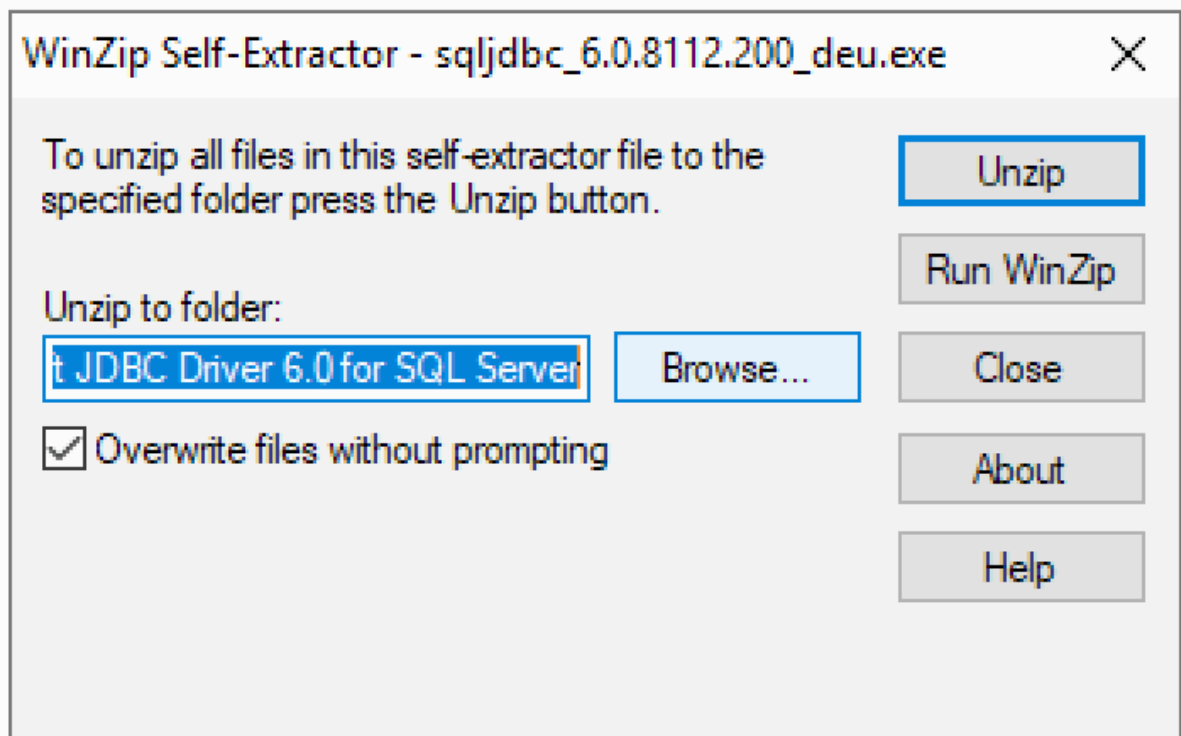 WinZip Self-Extractor - sqljdbc_6.0.8112.200_deu.exe
To unzip all files in this self-extractor file to the
specified folder press the Unzip button.
Unzip
Run WinZip
Unzip to folder:
t JDBC Driver 6.0 for SQL Server
Browse...
Close
Overwrite files without prompting
About
Help